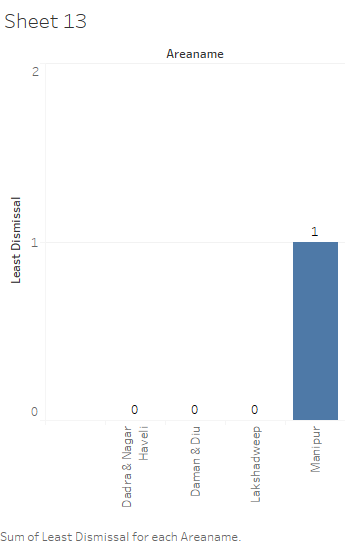 Sheet 13
Areaname
2
1
0
Least Dismissal
0
0
0
1
Dadra & Nagar
Haveli
Daman & Diu
Lakshadweep
Manipur
Sum of Least Dismissal for each Areaname.